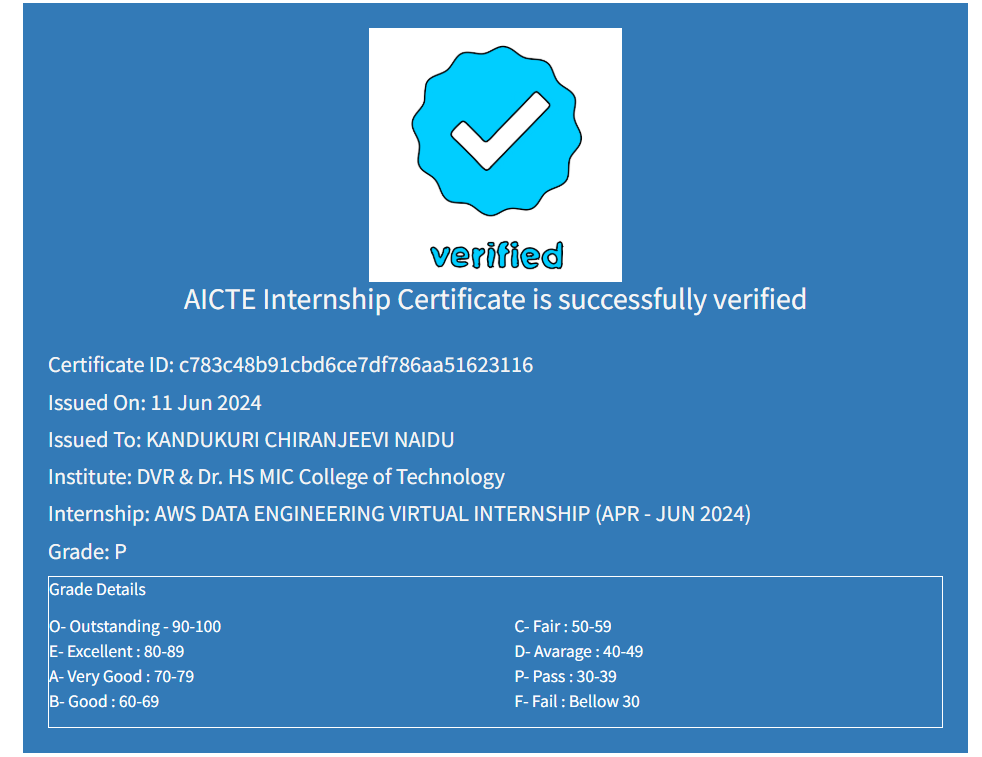 verified
AICTE Internship Certificate is successfully verified
Certificate ID: c783c48b91cbd6ce7df786aa51623116
Issued On: 11 Jun 2024
Issued To: KANDUKURI CHIRANJEEVI NAIDU
Institute: DVR & Dr. HS MIC College of Technology
Internship: AWS DATA ENGINEERING VIRTUAL INTERNSHIP (APR - JUN 2024)
Grade: P
Grade Details
O- Outstanding - 90-100
E- Excellent : 80-89
A- Very Good : 70-79
B- Good : 60-69
C- Fair : 50-59
D- Avarage : 40-49
P- Pass : 30-39
F- Fail : Bellow 30